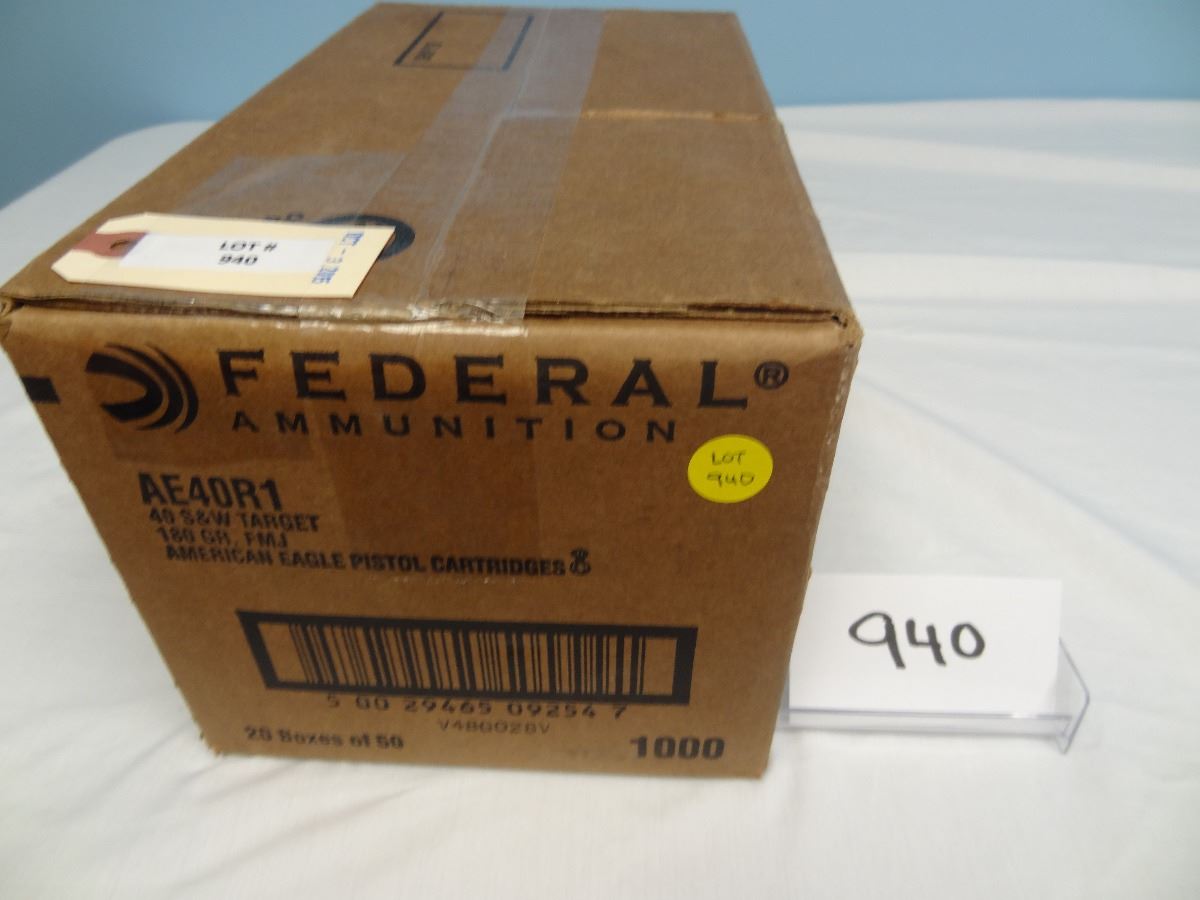 LOT #
940
FEDERAL®
AMMUNITION
LOT
940
AE40R1
40 S&W TARGET
180 GR. FMJ
AMERICAN EAGLE PISTOL CARTRIDGES
5 00 29465 09254 7
20 Boxes of 50
1000
940